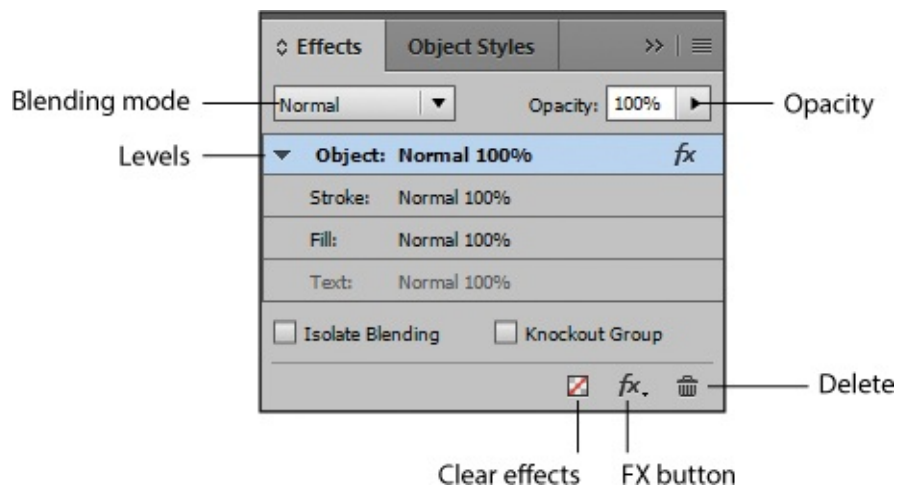 Effects Object Styles
Blending mode Normal Opacity: 100% Opacity
Levels Object: Normal 100% fx
Stroke: Normal 100%
Fill: Normal 100%
Text: Normal 100%
Isolate Blending Knockout Group
fx. Delete
Clear effects FX button